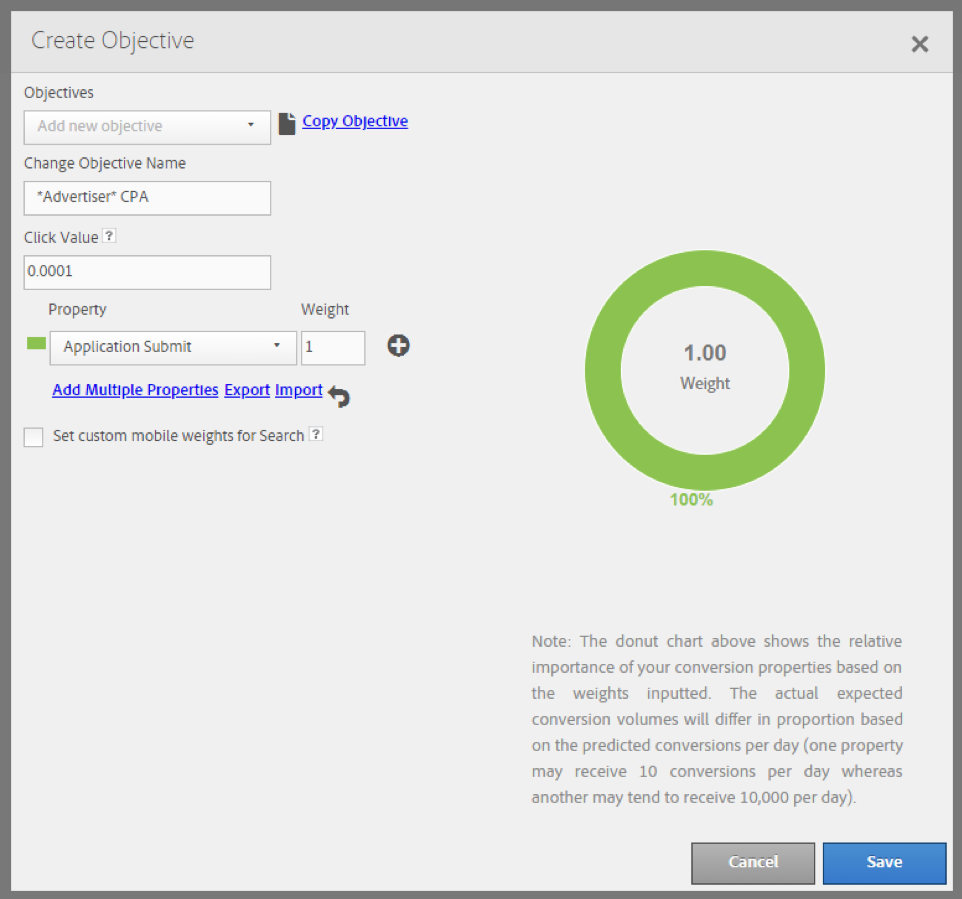 Create Objective
Objectives
Add new objective
Copy Objective
Change Objective Name
*Advertiser* CPA
Click Value ?
0.0001
Property Weight
Application Submit 1
Add Multiple Properties Export Import
Set custom mobile weights for Search ?
1.00
Weight
100%
Note: The donut chart above shows the relative
importance of your conversion properties based on
the weights inputted. The actual expected
conversion volumes will differ in proportion based
on the predicted conversions per day (one property
may receive 10 conversions per day whereas
another may tend to receive 10,000 per day).
Cancel Save